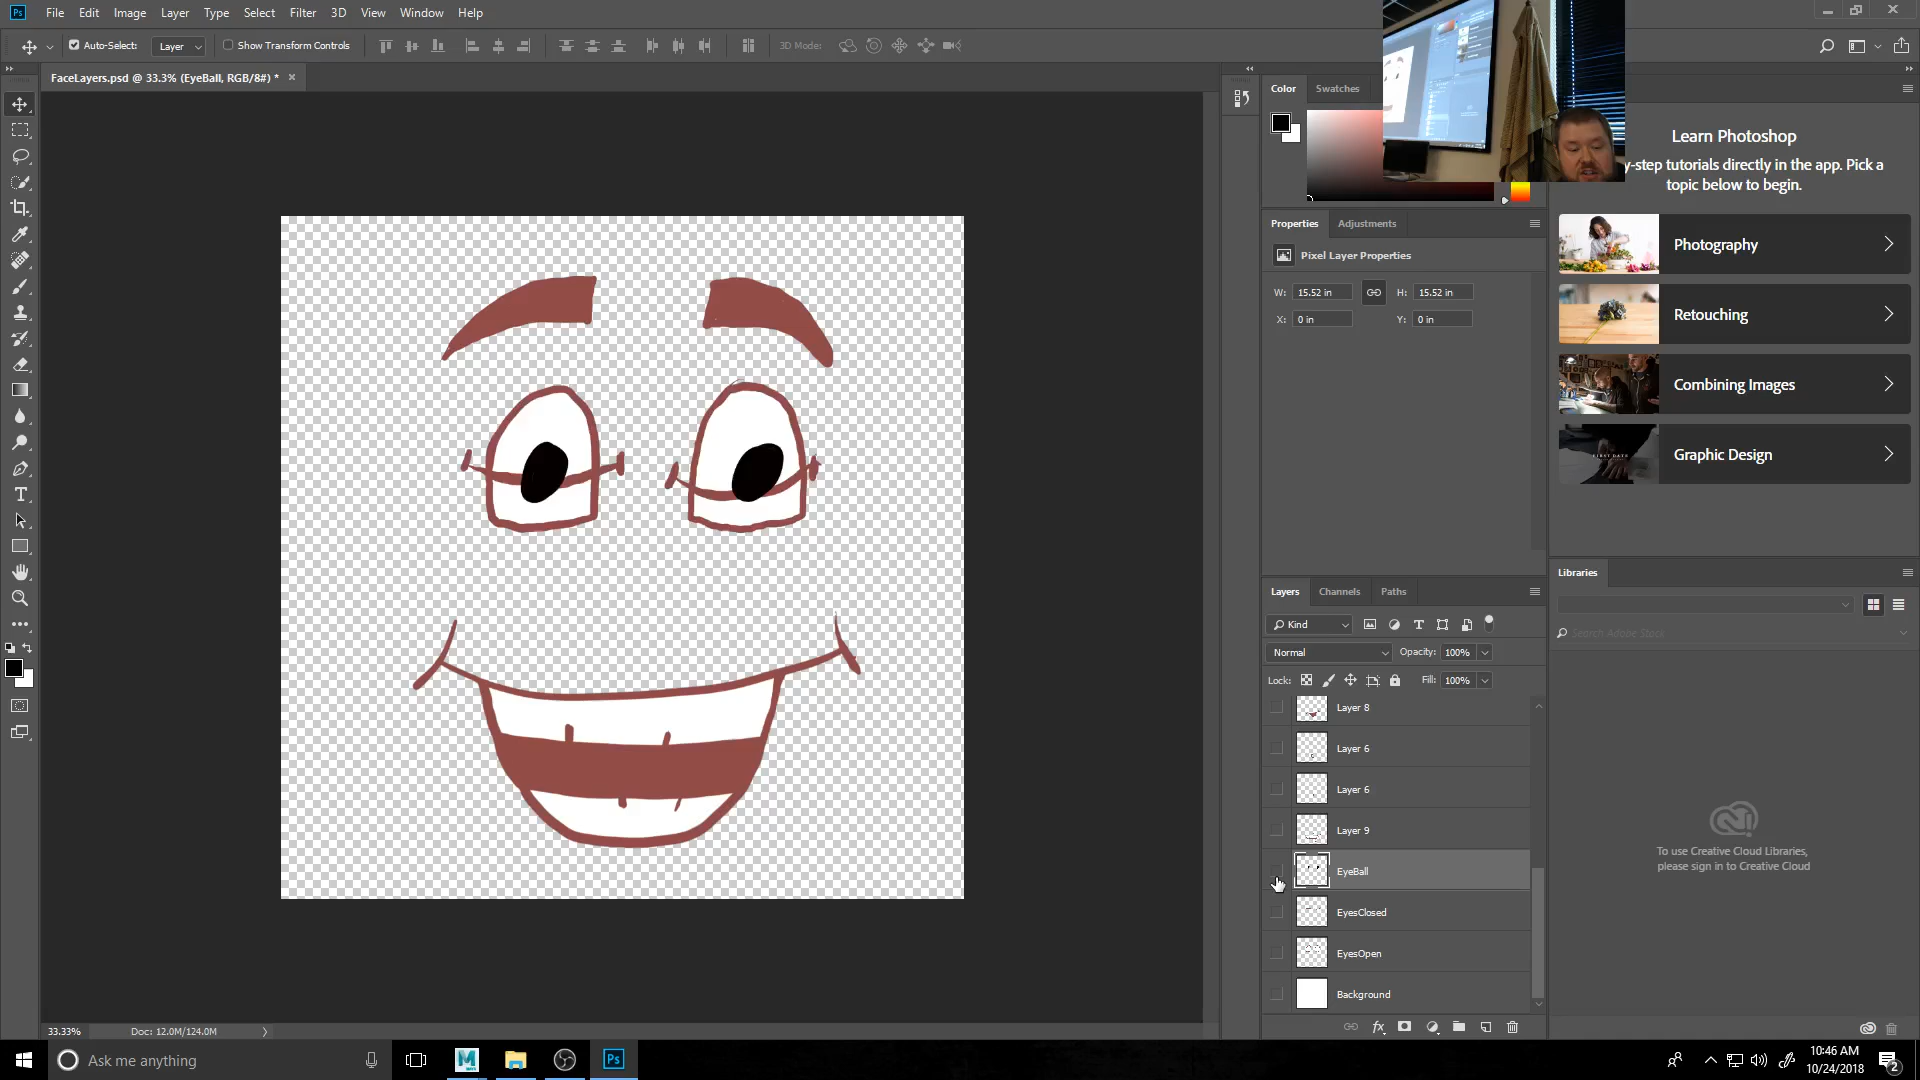 Ps File Edit Image Layer Type Select Filter 3D View Window Help
Auto-Select: Layer Show Transform Controls 3D Mode:
FaceLayers.psd @ 33.3% (EyeBall, RGB/8#) * ×
Color Swatches
Learn Photoshop
y-step tutorials directly in the app. Pick a
topic below to begin.
Photography
Retouching
Combining Images
Graphic Design
Properties Adjustments
Pixel Layer Properties
W: 15.52 in H: 15.52 in
X: 0 in Y: 0 in
Layers Channels Paths
Kind
Normal Opacity: 100%
Lock: Fill: 100%
Layer 8
Layer 6
Layer 6
Layer 9
EyeBall
EyesClosed
EyesOpen
Background
Libraries
Search Adobe Stock
To use Creative Cloud Libraries,
please sign in to Creative Cloud
33.33% Doc: 12.0M/124.0M
Ask me anything
M
Ps
10:46 AM
10/24/2018
2